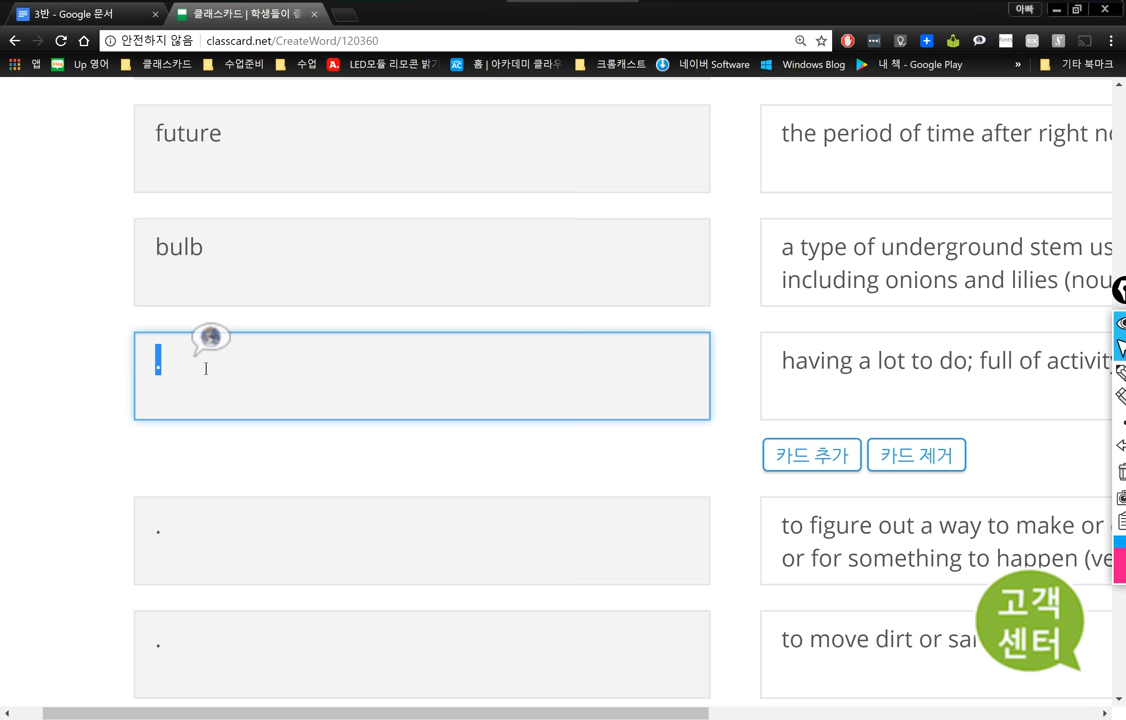 3반 - Google 문서
클래스카드 | 학생들이 좋
아빠
안전하지 않음
classcard.net/CreateWord/120360
앱
Up 영어
클래스카드
수업준비
수업
LED모듈 리모콘 밝기
홈 | 아카데미 클라우
크롬캐스트
네이버 Software
Windows Blog
내 책 - Google Play
»
기타 북마크
future
the period of time after right no
bulb
a type of underground stem us
including onions and lilies (nou
.
having a lot to do; full of activity
카드 추가
카드 제거
.
to figure out a way to make or
or for something to happen (ve
.
to move dirt or sa
고객
센터